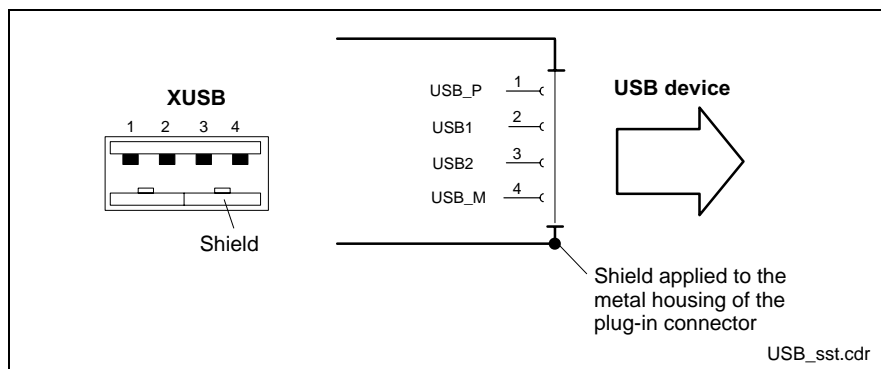 XUSB
1 2 3 4
Shield
USB_P 1
USB1 2
USB2 3
USB_M 4
USB device
Shield applied to the
metal housing of the
plug-in connector
USB_sst.cdr